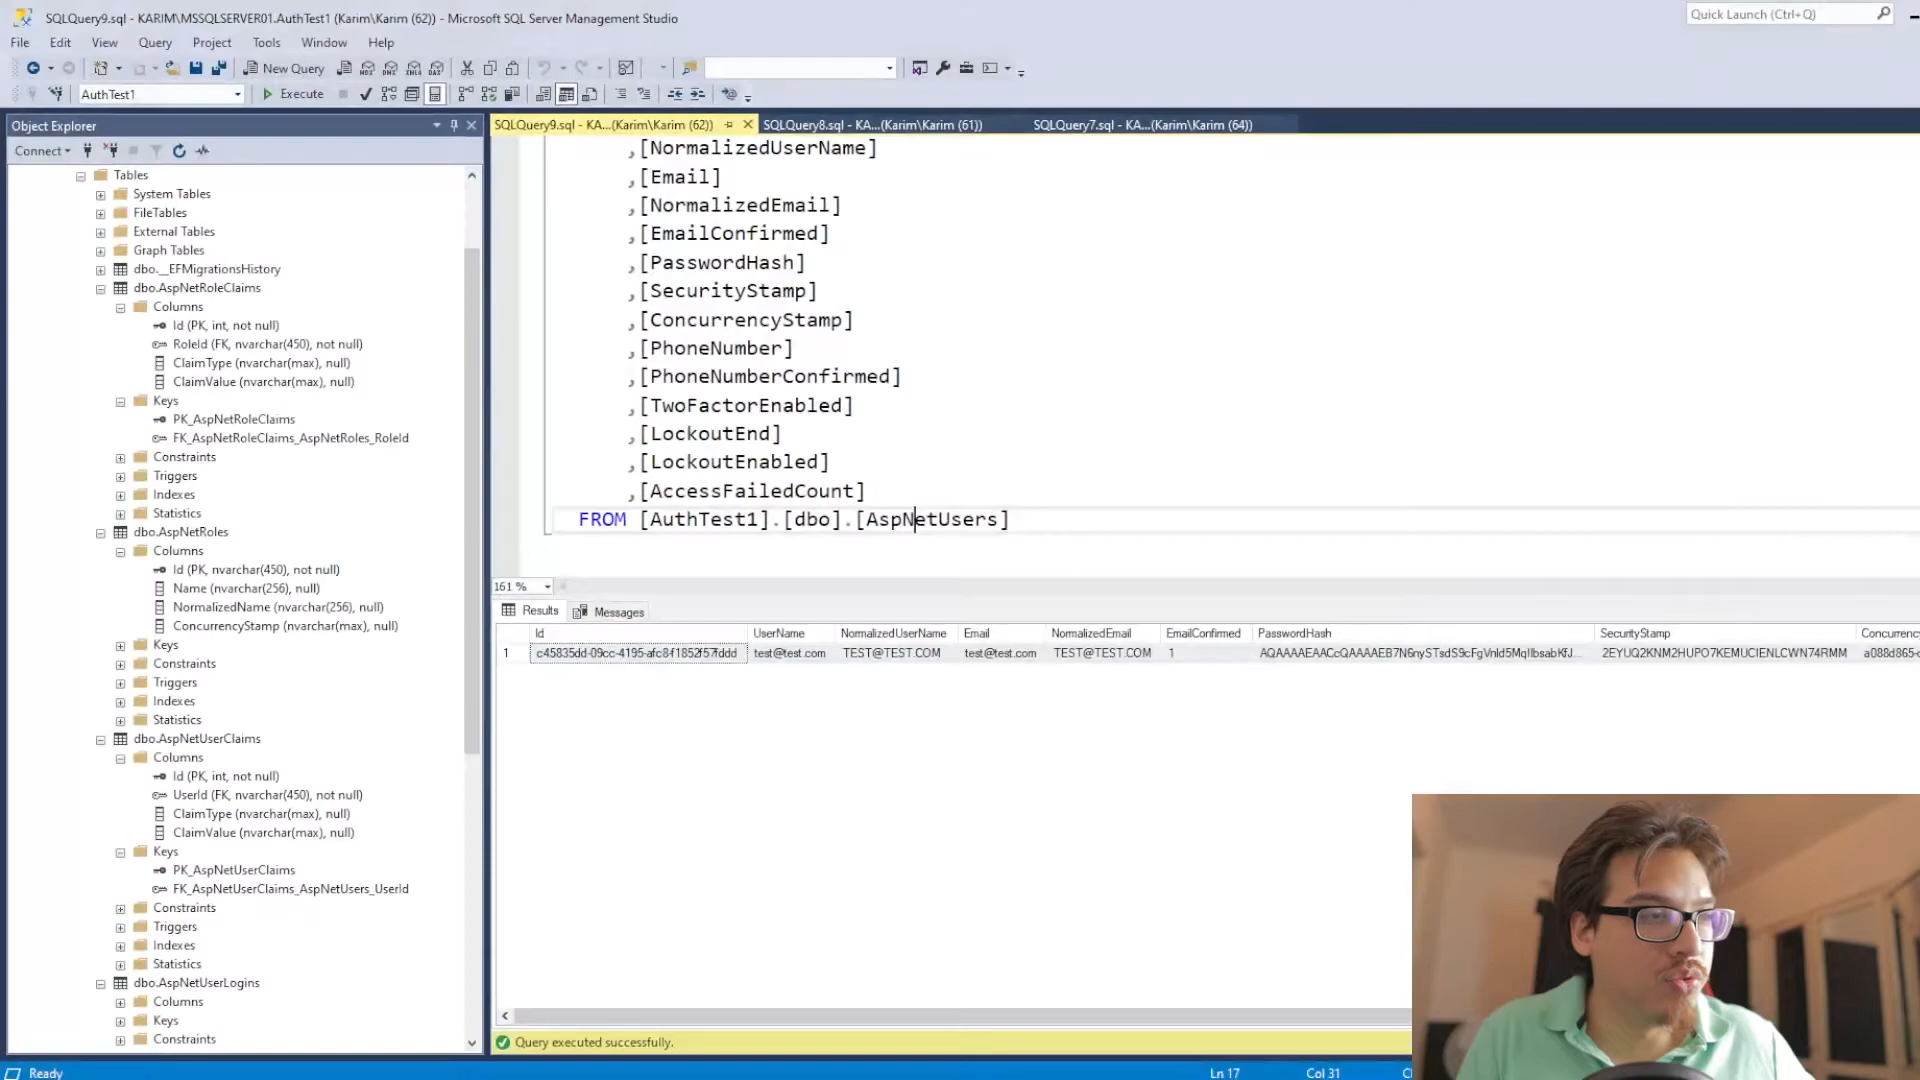 SQLQuery9.sql - KARIM\MSSQLSERVER01.AuthTest1 (Karim\Karim (62)) - Microsoft SQL Server Management Studio
Quick Launch (Ctrl+Q)
File Edit View Query Project Tools Window Help
New Query
AuthTest1
Execute
Object Explorer
SQLQuery9.sql - KA...(Karim\Karim (62))
SQLQuery8.sql - KA...(Karim\Karim (61))
SQLQuery7.sql - KA...(Karim\Karim (64))
Connect
Tables
System Tables
FileTables
External Tables
Graph Tables
dbo.__EFMigrationsHistory
dbo.AspNetRoleClaims
Columns
Id (PK, int, not null)
RoleId (FK, nvarchar(450), not null)
ClaimType (nvarchar(max), null)
ClaimValue (nvarchar(max), null)
Keys
PK_AspNetRoleClaims
FK_AspNetRoleClaims_AspNetRoles_RoleId
Constraints
Triggers
Indexes
Statistics
dbo.AspNetRoles
Columns
Id (PK, nvarchar(450), not null)
Name (nvarchar(256), null)
NormalizedName (nvarchar(256), null)
ConcurrencyStamp (nvarchar(max), null)
Keys
Constraints
Triggers
Indexes
Statistics
dbo.AspNetUserClaims
Columns
Id (PK, int, not null)
UserId (FK, nvarchar(450), not null)
ClaimType (nvarchar(max), null)
ClaimValue (nvarchar(max), null)
Keys
PK_AspNetUserClaims
FK_AspNetUserClaims_AspNetUsers_UserId
Constraints
Triggers
Indexes
Statistics
dbo.AspNetUserLogins
Columns
Keys
Constraints
,[NormalizedUserName]
,[Email]
,[NormalizedEmail]
,[EmailConfirmed]
,[PasswordHash]
,[SecurityStamp]
,[ConcurrencyStamp]
,[PhoneNumber]
,[PhoneNumberConfirmed]
,[TwoFactorEnabled]
,[LockoutEnd]
,[LockoutEnabled]
,[AccessFailedCount]
FROM [AuthTest1].[dbo].[AspNetUsers]
161 %
Results Messages
Id UserName NormalizedUserName Email NormalizedEmail EmailConfirmed PasswordHash SecurityStamp Concurrency
1 c45835dd-09cc-4195-afc8-f1852f57fddd test@test.com TEST@TEST.COM test@test.com TEST@TEST.COM 1 2EYUQ2KNM2HUPO7KEMUCIENLCWN74RMM a088d865-
Query executed successfully.
Ready
Ln 17
Col 31